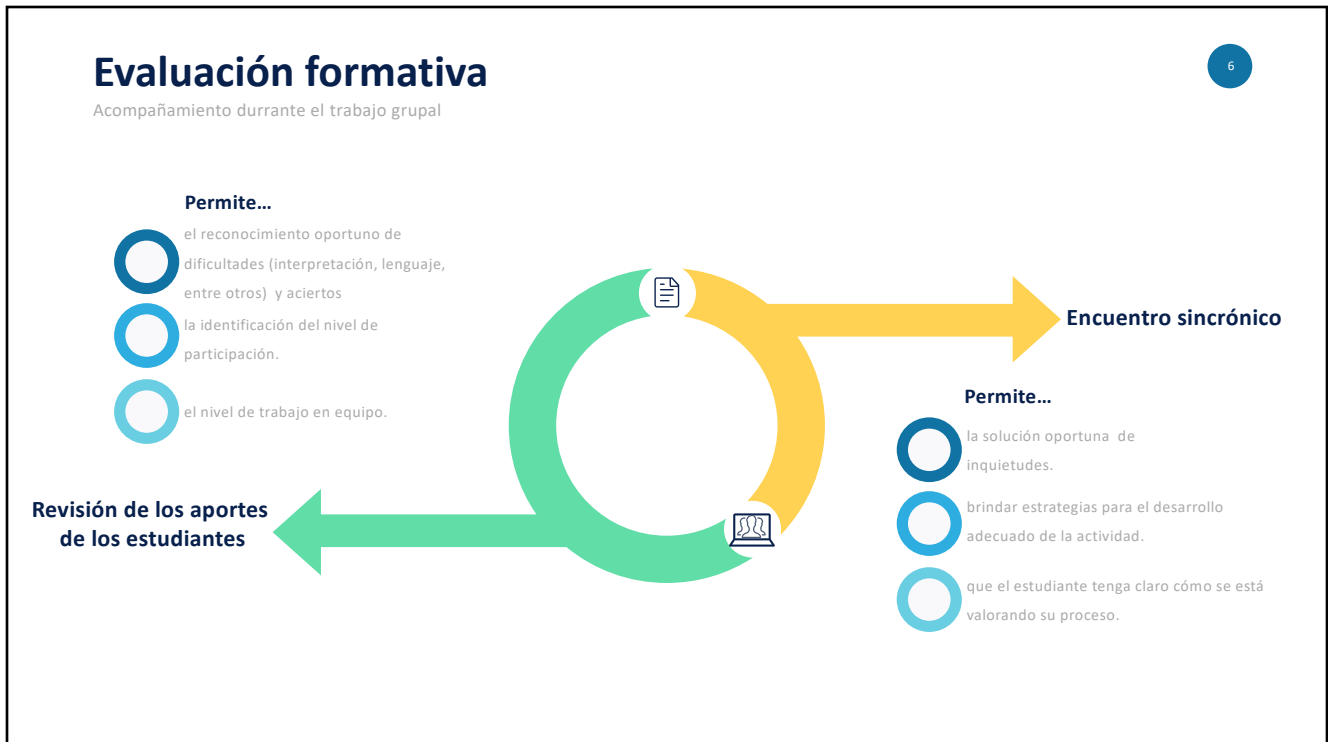 Evaluación formativa
6
Acompañamiento durrante el trabajo grupal
Permite...
el reconocimiento oportuno de
dificultades (interpretación, lenguaje,
entre otros) y aciertos
la identificación del nivel de
participación.
el nivel de trabajo en equipo.
Revisión de los aportes
de los estudiantes
Encuentro sincrónico
Permite...
la solución oportuna de
inquietudes.
brindar estrategias para el desarrollo
adecuado de la actividad.
que el estudiante tenga claro cómo se está
valorando su proceso.